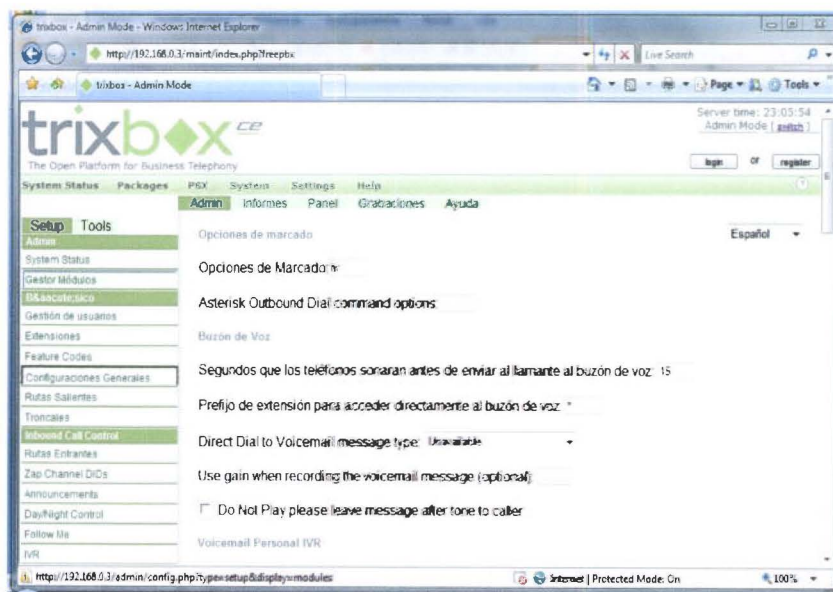 trixbox - Admin Mode - Windows Internet Explorer
http://192.168.0.3/maint/index.php?freepbx
Live Search
trixbox - Admin Mode
Page
Tools
trixbox CE
The Open Platform for Business Telephony
Server time: 23:05:54
Admin Mode [ switch ]
login or register
System Status Packages PBX System Settings Help
Admin Informes Panel Grabaciones Ayuda
Setup Tools
Español
Admin
System Status
Gestor Módulos
B&aacute;sico
Gestión de usuarios
Extensiones
Feature Codes
Configuraciones Generales
Rutas Salientes
Troncales
Inbound Call Control
Rutas Entrantes
Zap Channel DIDs
Announcements
Day/Night Control
Follow Me
IVR
Opciones de marcado
Opciones de Marcado:
Asterisk Outbound Dial command options:
Buzón de Voz
Segundos que los teléfonos sonaran antes de enviar al llamante al buzón de voz: 15
Prefijo de extensión para acceder directamente al buzón de voz: *
Direct Dial to Voicemail message type: Unavailable
Use gain when recording the voicemail message (optional):
Do Not Play please leave message after tone to caller
Voicemail Personal IVR
http://192.168.0.3/admin/config.php?type=setup&display=modules
Internet | Protected Mode: On
100%